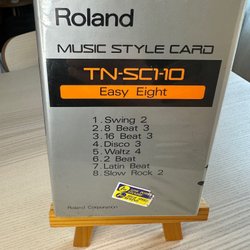 Roland
MUSIC STYLE CARD
TN-SC1-10
Easy Eight
1. Swing 2
2. 8 Beat 3
3. 16 Beat 3
4. Disco 3
5. Waltz 4
6. 2 Beat
7. Latin Beat
8. Slow Rock 2
Roland Corporation